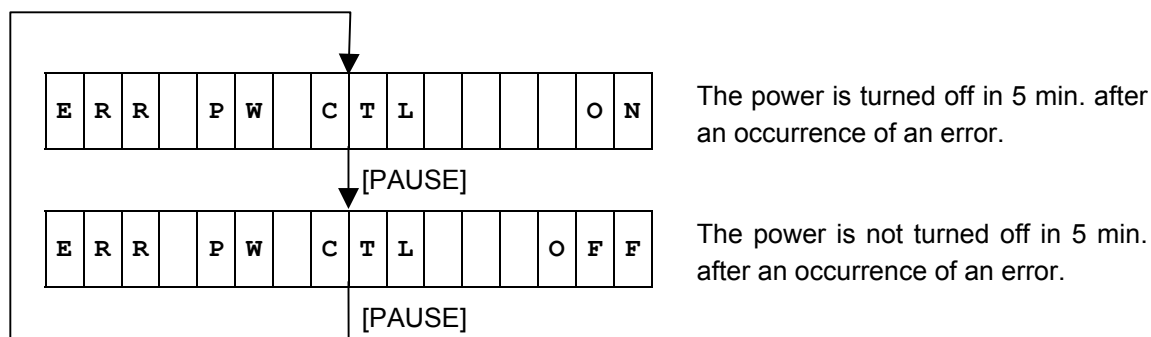 ERR PW CTL ON
The power is turned off in 5 min. after
an occurrence of an error.
[PAUSE]
ERR PW CTL OFF
The power is not turned off in 5 min.
after an occurrence of an error.
[PAUSE]